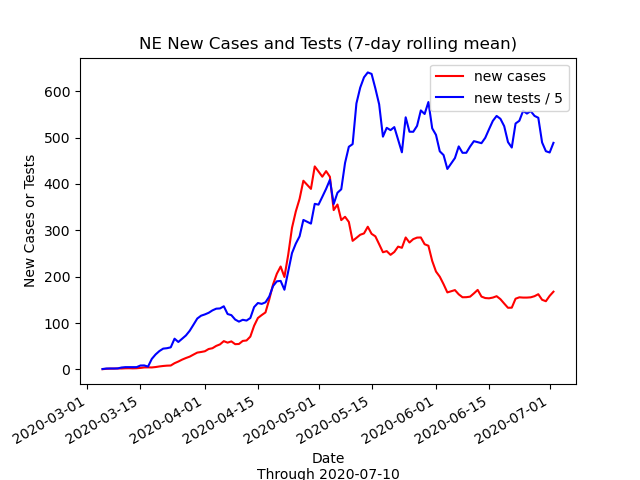 NE New Cases and Tests (7-day rolling mean)
new cases
new tests / 5
New Cases or Tests
600
500
400
300
200
100
0
2020-03-01
2020-03-15
2020-04-01
2020-04-15
2020-05-01
2020-05-15
2020-06-01
2020-06-15
2020-07-01
Date
Through 2020-07-10